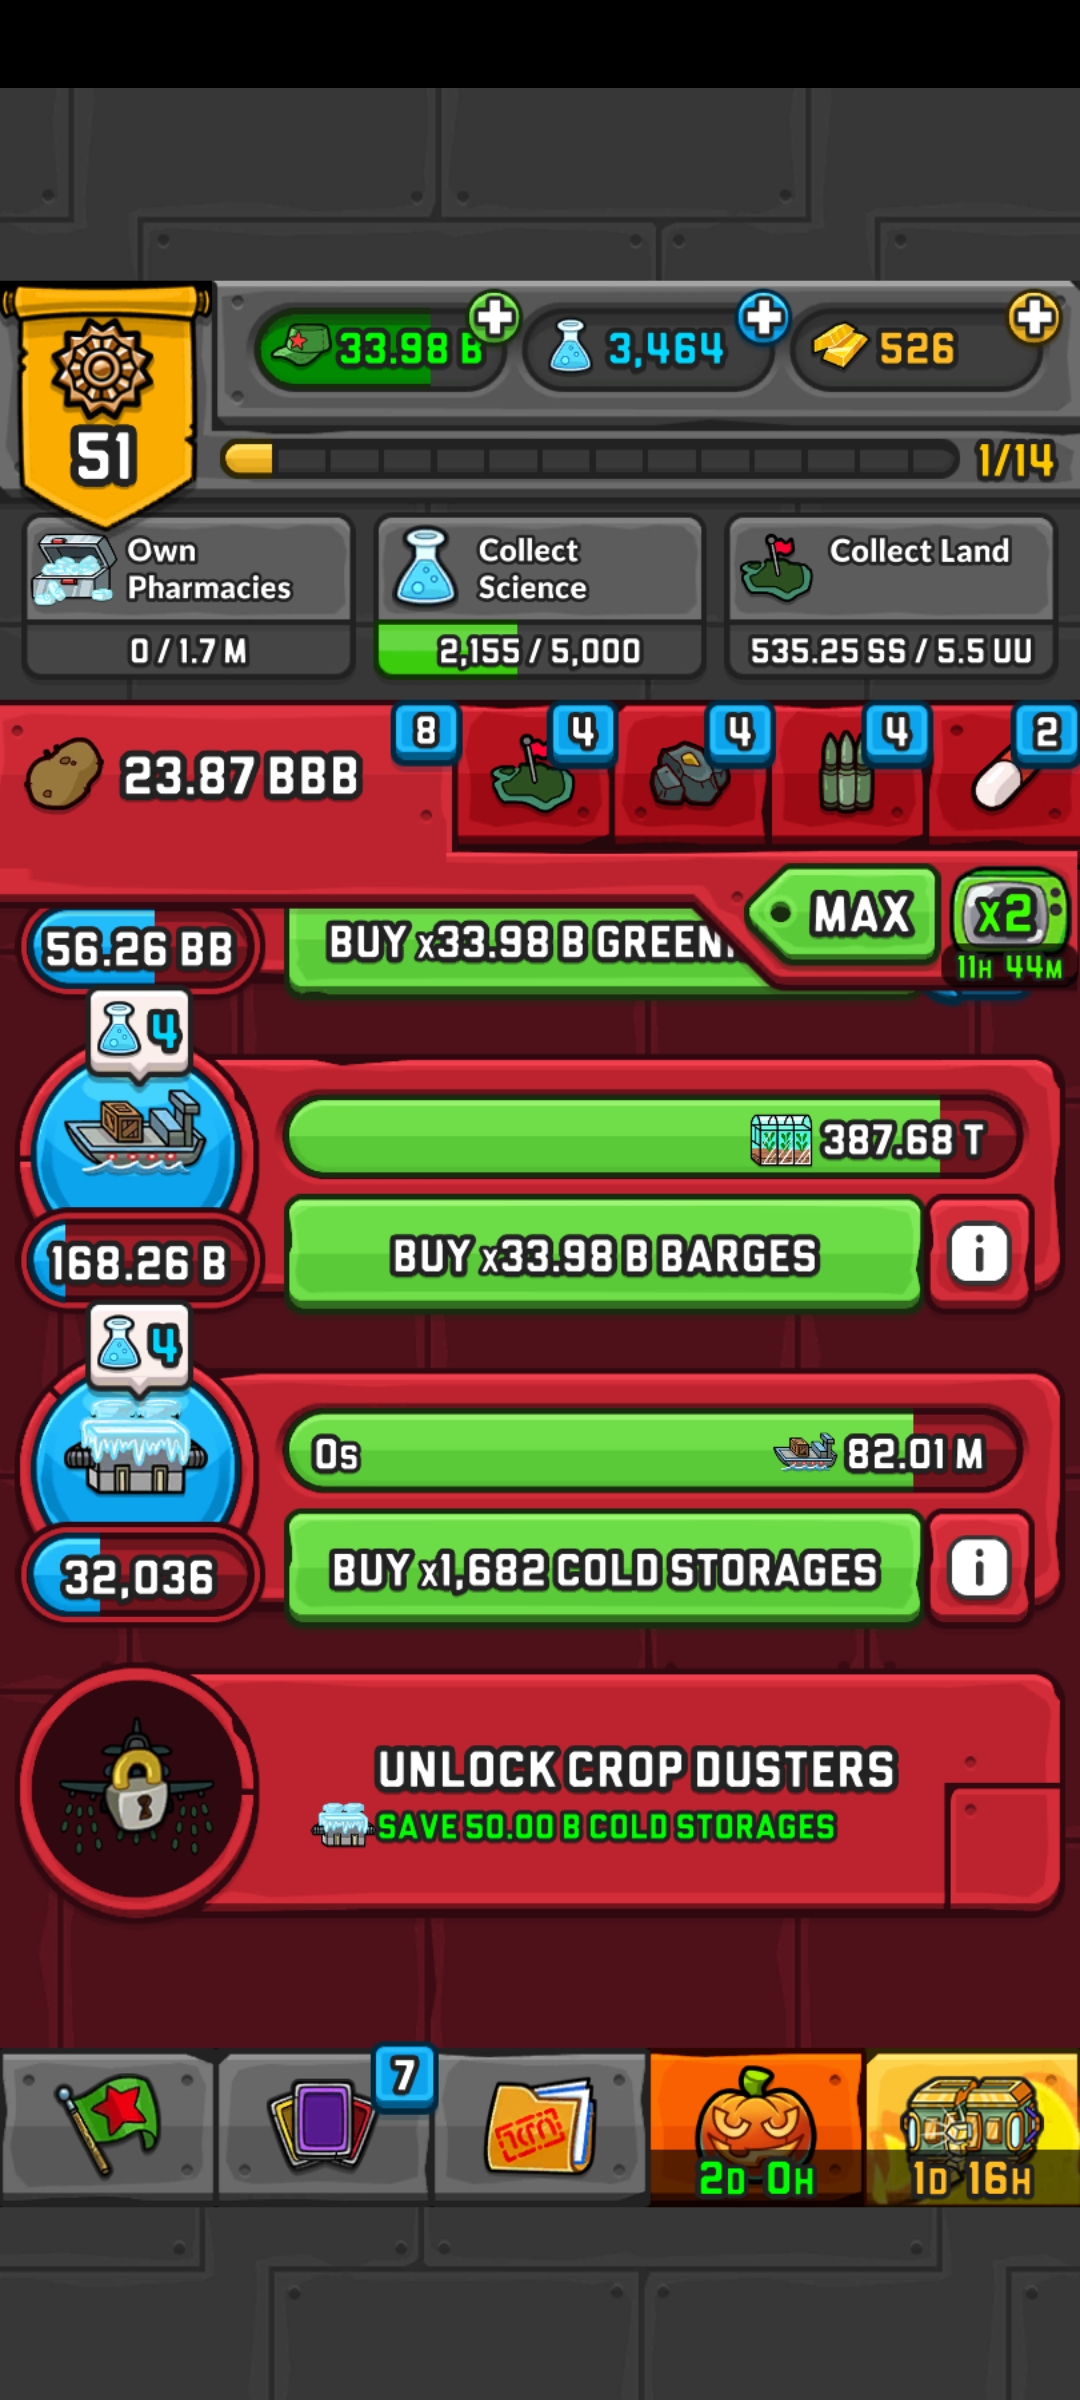 33.98 B
3,464
526
51
1/14
Own Pharmacies
0 / 1.7 M
Collect Science
2,155 / 5,000
Collect Land
535.25 SS / 5.5 UU
23.87 BBB
8
4
4
4
2
MAX
x2
11H 44M
56.26 BB
BUY x33.98 B GREEN
4
387.68 T
168.26 B
BUY x33.98 B BARGES
i
4
0s
82.01 M
32,036
BUY x1,682 COLD STORAGES
i
UNLOCK CROP DUSTERS
SAVE 50.00 B COLD STORAGES
7
2D 0H
1D 16H